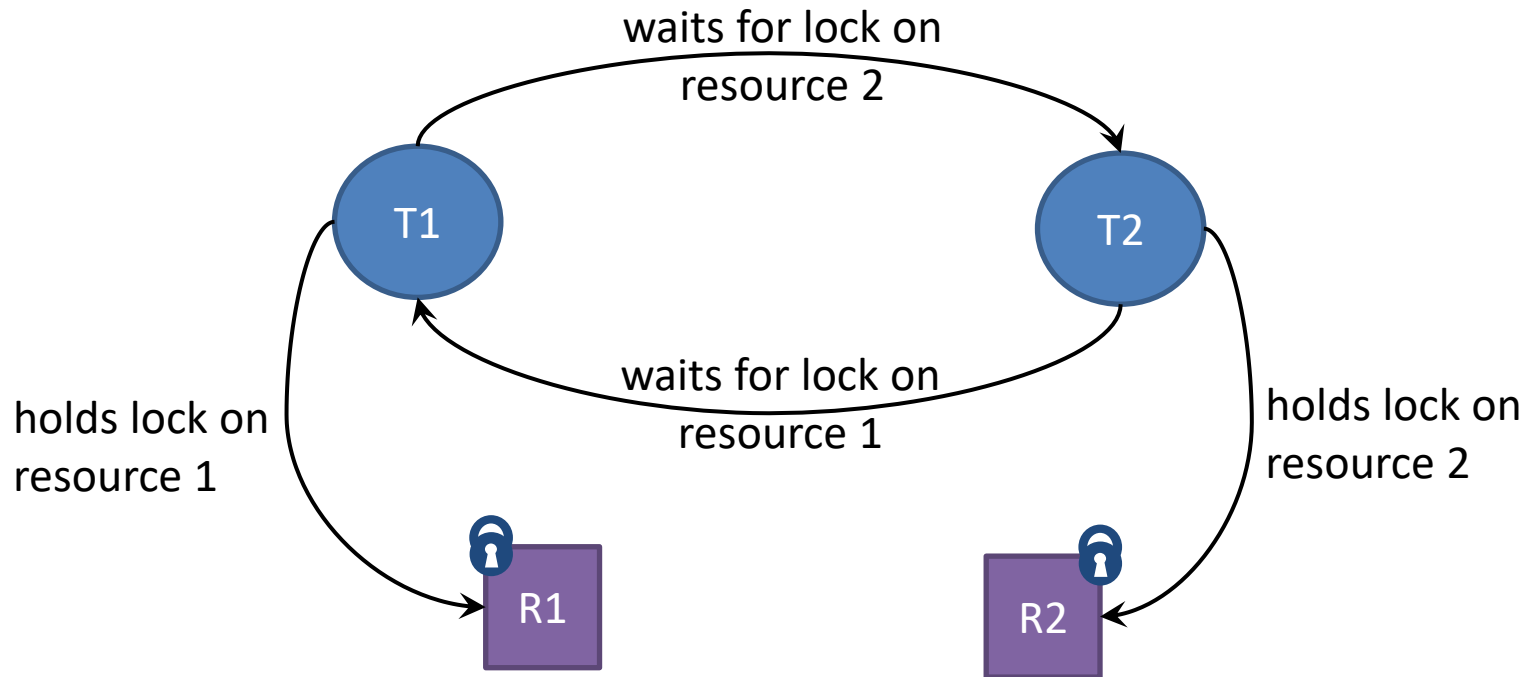 waits for lock on
resource 2
T1
T2
waits for lock on
resource 1
holds lock on
resource 1
holds lock on
resource 2
R1
R2